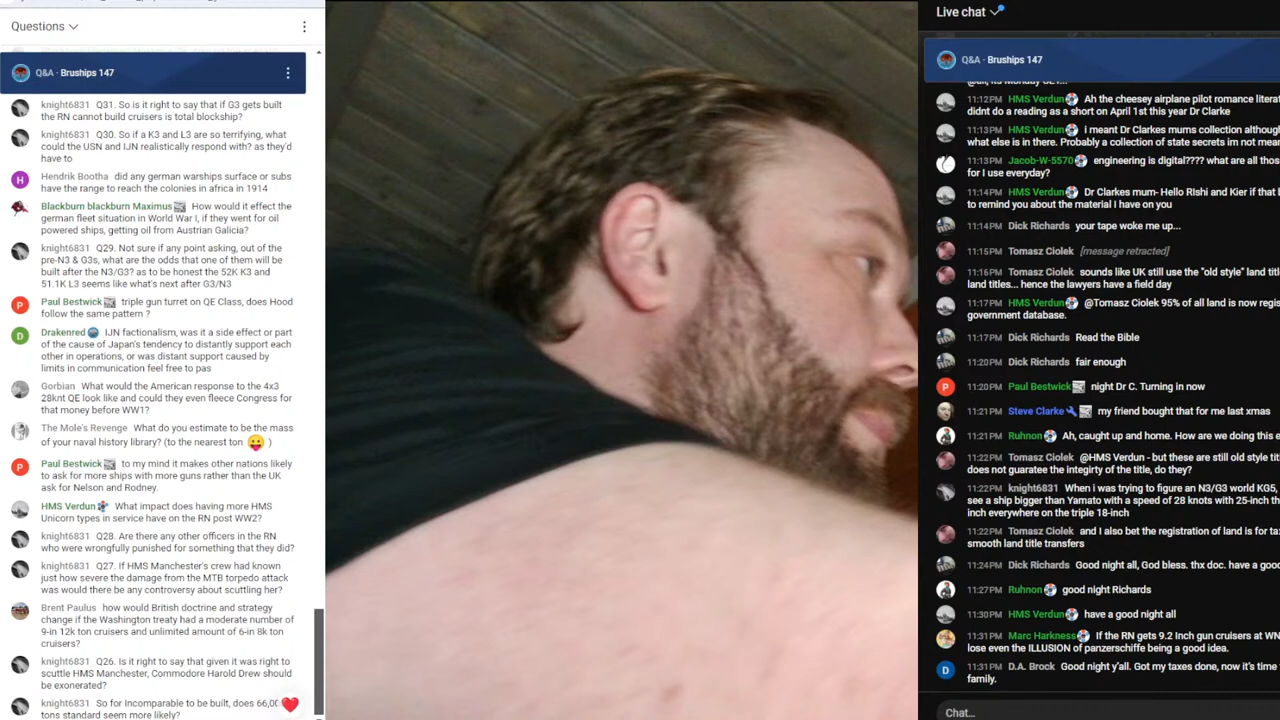 Questions
Q&A · Bruships 147
knight6831 Q31. So is it right to say that if G3 gets built
the RN cannot build cruisers is total blockship?
knight6831 Q30. So if a K3 and L3 are so terrifying, what
could the USN and IJN realistically respond with? as they'd
have to
Hendrik Bootha did any german warships surface or subs
have the range to reach the colonies in africa in 1914
Blackburn blackburn Maximus How would it effect the
german fleet situation in World War I, if they went for oil
powered ships, getting oil from Austrian Galicia?
knight6831 Q29. Not sure if any point asking, out of the
pre-N3 & G3s, what are the odds that one of them will be
built after the N3/G3? as to be honest the 52K K3 and
51.1K L3 seems like what's next after G3/N3
Paul Bestwick triple gun turret on QE Class, does Hood
follow the same pattern ?
Drakenred IJN factionalism, was it a side effect or part
of the cause of Japan's tendency to distantly support each
other in operations, or was distant support caused by
limits in communication feel free to pas
Gorbian What would the American response to the 4x3
28knt QE look like and could they even fleece Congress for
that money before WW1?
The Mole's Revenge What do you estimate to be the mass
of your naval history library? (to the nearest ton )
Paul Bestwick to my mind it makes other nations likely
to ask for more ships with more guns rather than the UK
ask for Nelson and Rodney.
HMS Verdun What impact does having more HMS
Unicorn types in service have on the RN post WW2?
knight6831 Q28. Are there any other officers in the RN
who were wrongfully punished for something that they did?
knight6831 Q27. If HMS Manchester's crew had known
just how severe the damage from the MTB torpedo attack
was would there be any controversy about scuttling her?
Brent Paulus how would British doctrine and strategy
change if the Washington treaty had a moderate number of
9-in 12k ton cruisers and unlimited amount of 6-in 8k ton
cruisers?
knight6831 Q26. Is it right to say that given it was right to
scuttle HMS Manchester, Commodore Harold Drew should
be exonerated?
knight6831 So for Incomparable to be built, does 66,00
tons standard seem more likely?
Live chat
Q&A · Bruships 147
11:12PM HMS Verdun Ah the cheesey airplane pilot romance literat
didnt do a reading as a short on April 1st this year Dr Clarke
11:13PM HMS Verdun i meant Dr Clarkes mums collection although
what else is in there. Probably a collection of state secrets im not mean
11:13PM Jacob-W-5570 engineering is digital???? what are all thos
for I use everyday?
11:14PM HMS Verdun Dr Clarkes mum- Hello RIshi and Kier if that b
to remind you about the material I have on you
11:14PM Dick Richards your tape woke me up...
11:15PM Tomasz Ciolek [message retracted]
11:16PM Tomasz Ciolek sounds like UK still use the "old style" land titl
land titles... hence the lawyers have a field day
11:17PM HMS Verdun @Tomasz Ciolek 95% of all land is now regis
government database.
11:17PM Dick Richards Read the Bible
11:20PM Dick Richards fair enough
11:20PM Paul Bestwick night Dr C. Turning in now
11:21PM Steve Clarke my friend bought that for me last xmas
11:21PM Ruhnon Ah, caught up and home. How are we doing this e
11:22PM Tomasz Ciolek @HMS Verdun - but these are still old style tit
does not guaratee the integirty of the title, do they?
11:22PM knight6831 When i was trying to figure an N3/G3 world KG5,
see a ship bigger than Yamato with a speed of 28 knots with 25-inch the
inch everywhere on the triple 18-inch
11:22PM Tomasz Ciolek and I also bet the registration of land is for tax
smooth land title transfers
11:24PM Dick Richards Good night all, God bless. thx doc. have a goo
11:27PM Ruhnon good night Richards
11:30PM HMS Verdun have a good night all
11:31PM Marc Harkness If the RN gets 9.2 Inch gun cruisers at WN
lose even the ILLUSION of panzerschiffe being a good idea.
11:31PM D.A. Brock Good night y'all. Got my taxes done, now it's time
family.
Chat...